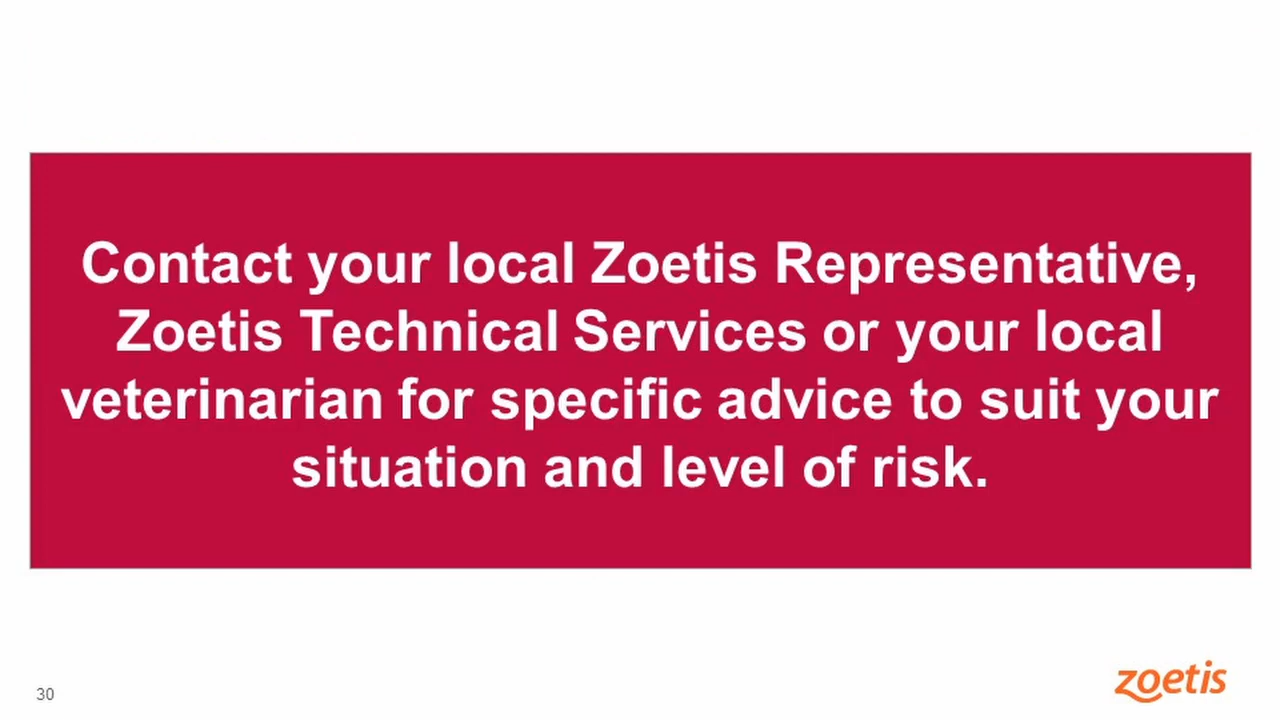 Contact your local Zoetis Representative,
Zoetis Technical Services or your local
veterinarian for specific advice to suit your
situation and level of risk.
30
zoetis